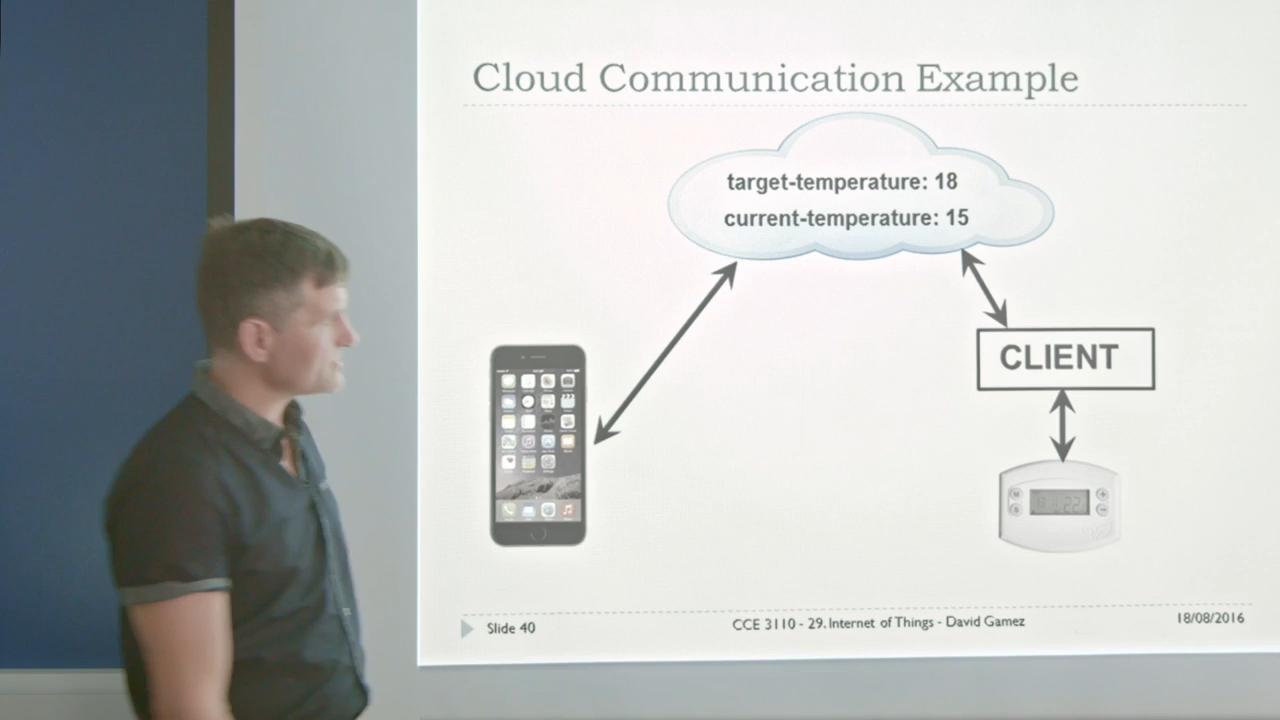 Cloud Communication Example
target-temperature: 18
current-temperature: 15
CLIENT
Slide 40
CCE 3110 - 29. Internet of Things - David Gamez
18/08/2016